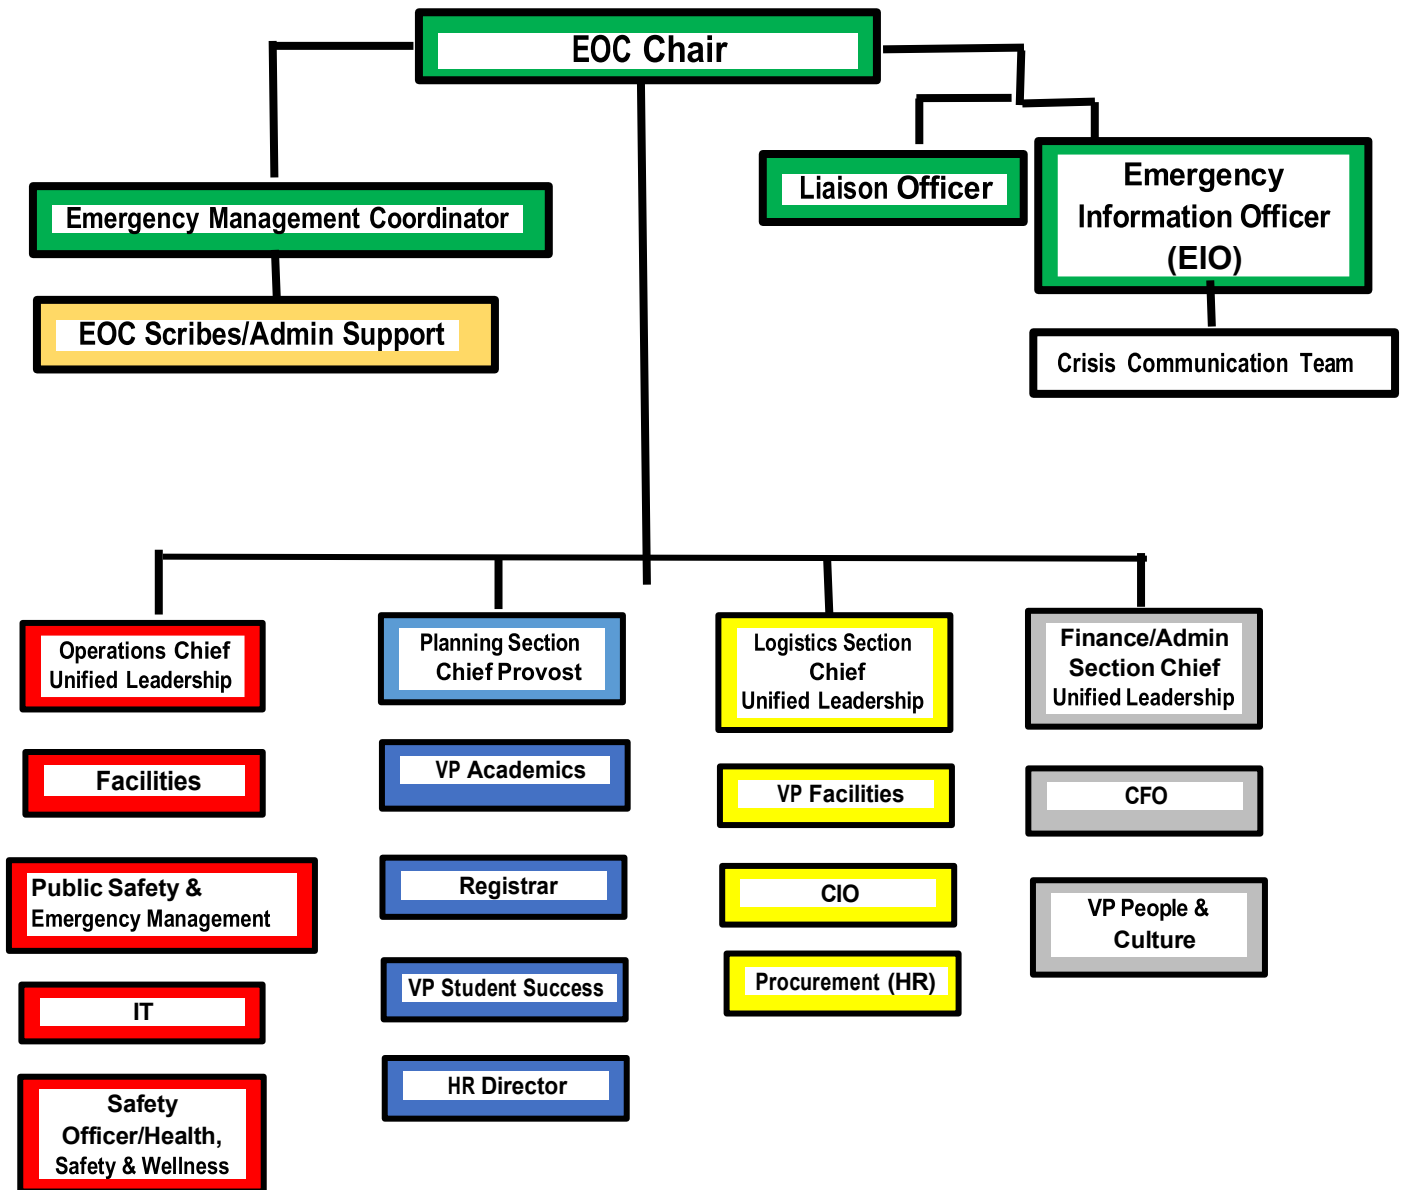 EOC Chair
Emergency Management Coordinator
EOC Scribes/Admin Support
Liaison Officer
Emergency
Information Officer
(EIO)
Crisis Communication Team
Operations Chief
Unified Leadership
Facilities
Public Safety &
Emergency Management
IT
Safety
Officer/Health,
Safety & Wellness
Planning Section
Chief Provost
VP Academics
Registrar
VP Student Success
HR Director
Logistics Section
Chief
Unified Leadership
VP Facilities
CIO
Procurement (HR)
Finance/Admin
Section Chief
Unified Leadership
CFO
VP People &
Culture